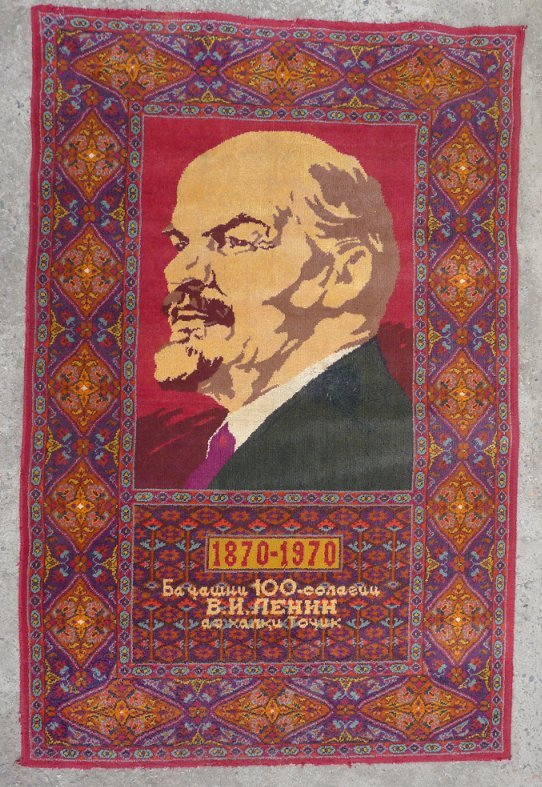 1870-1970
Ба ҷашни 100-солагии
В.И.ЛЕНИН
аз халқи Тоҷик